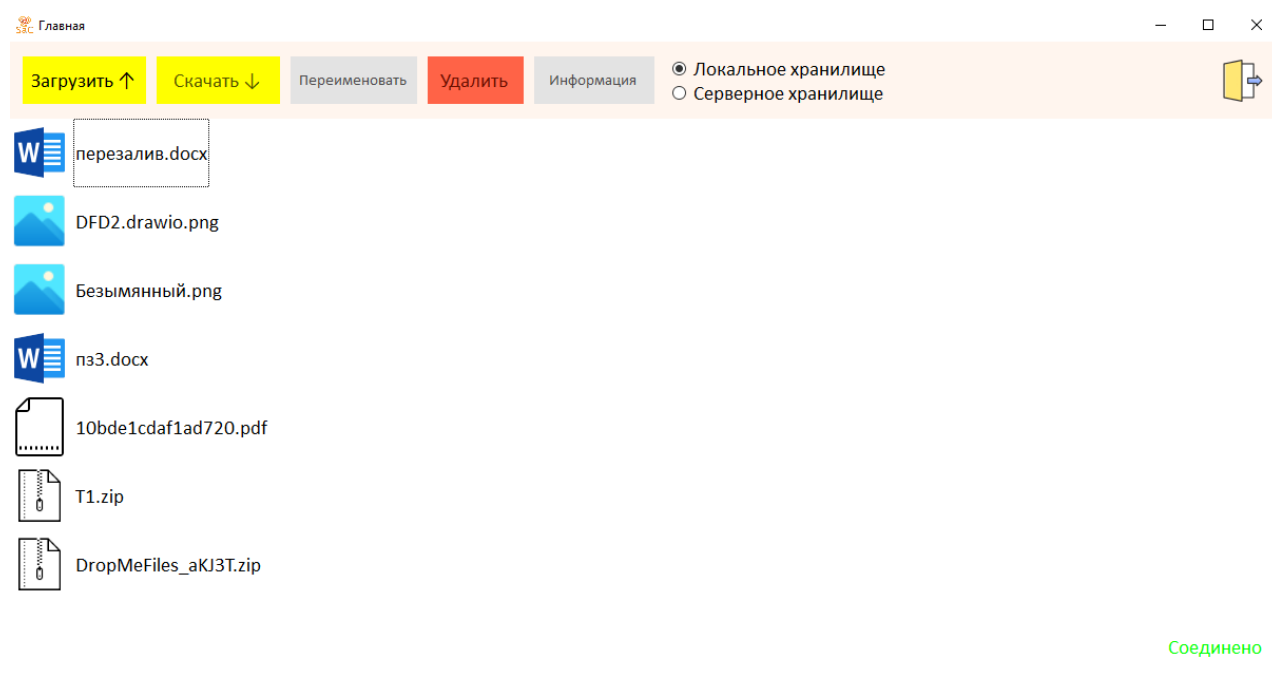 SaC Главная
Загрузить ↑ Скачать ↓ Переименовать Удалить Информация
Локальное хранилище
Серверное хранилище
W перезалив.docx
DFD2.drawio.png
Безымянный.png
W пз3.docx
10bde1cdaf1ad720.pdf
T1.zip
DropMeFiles_aKJ3T.zip
Соединено